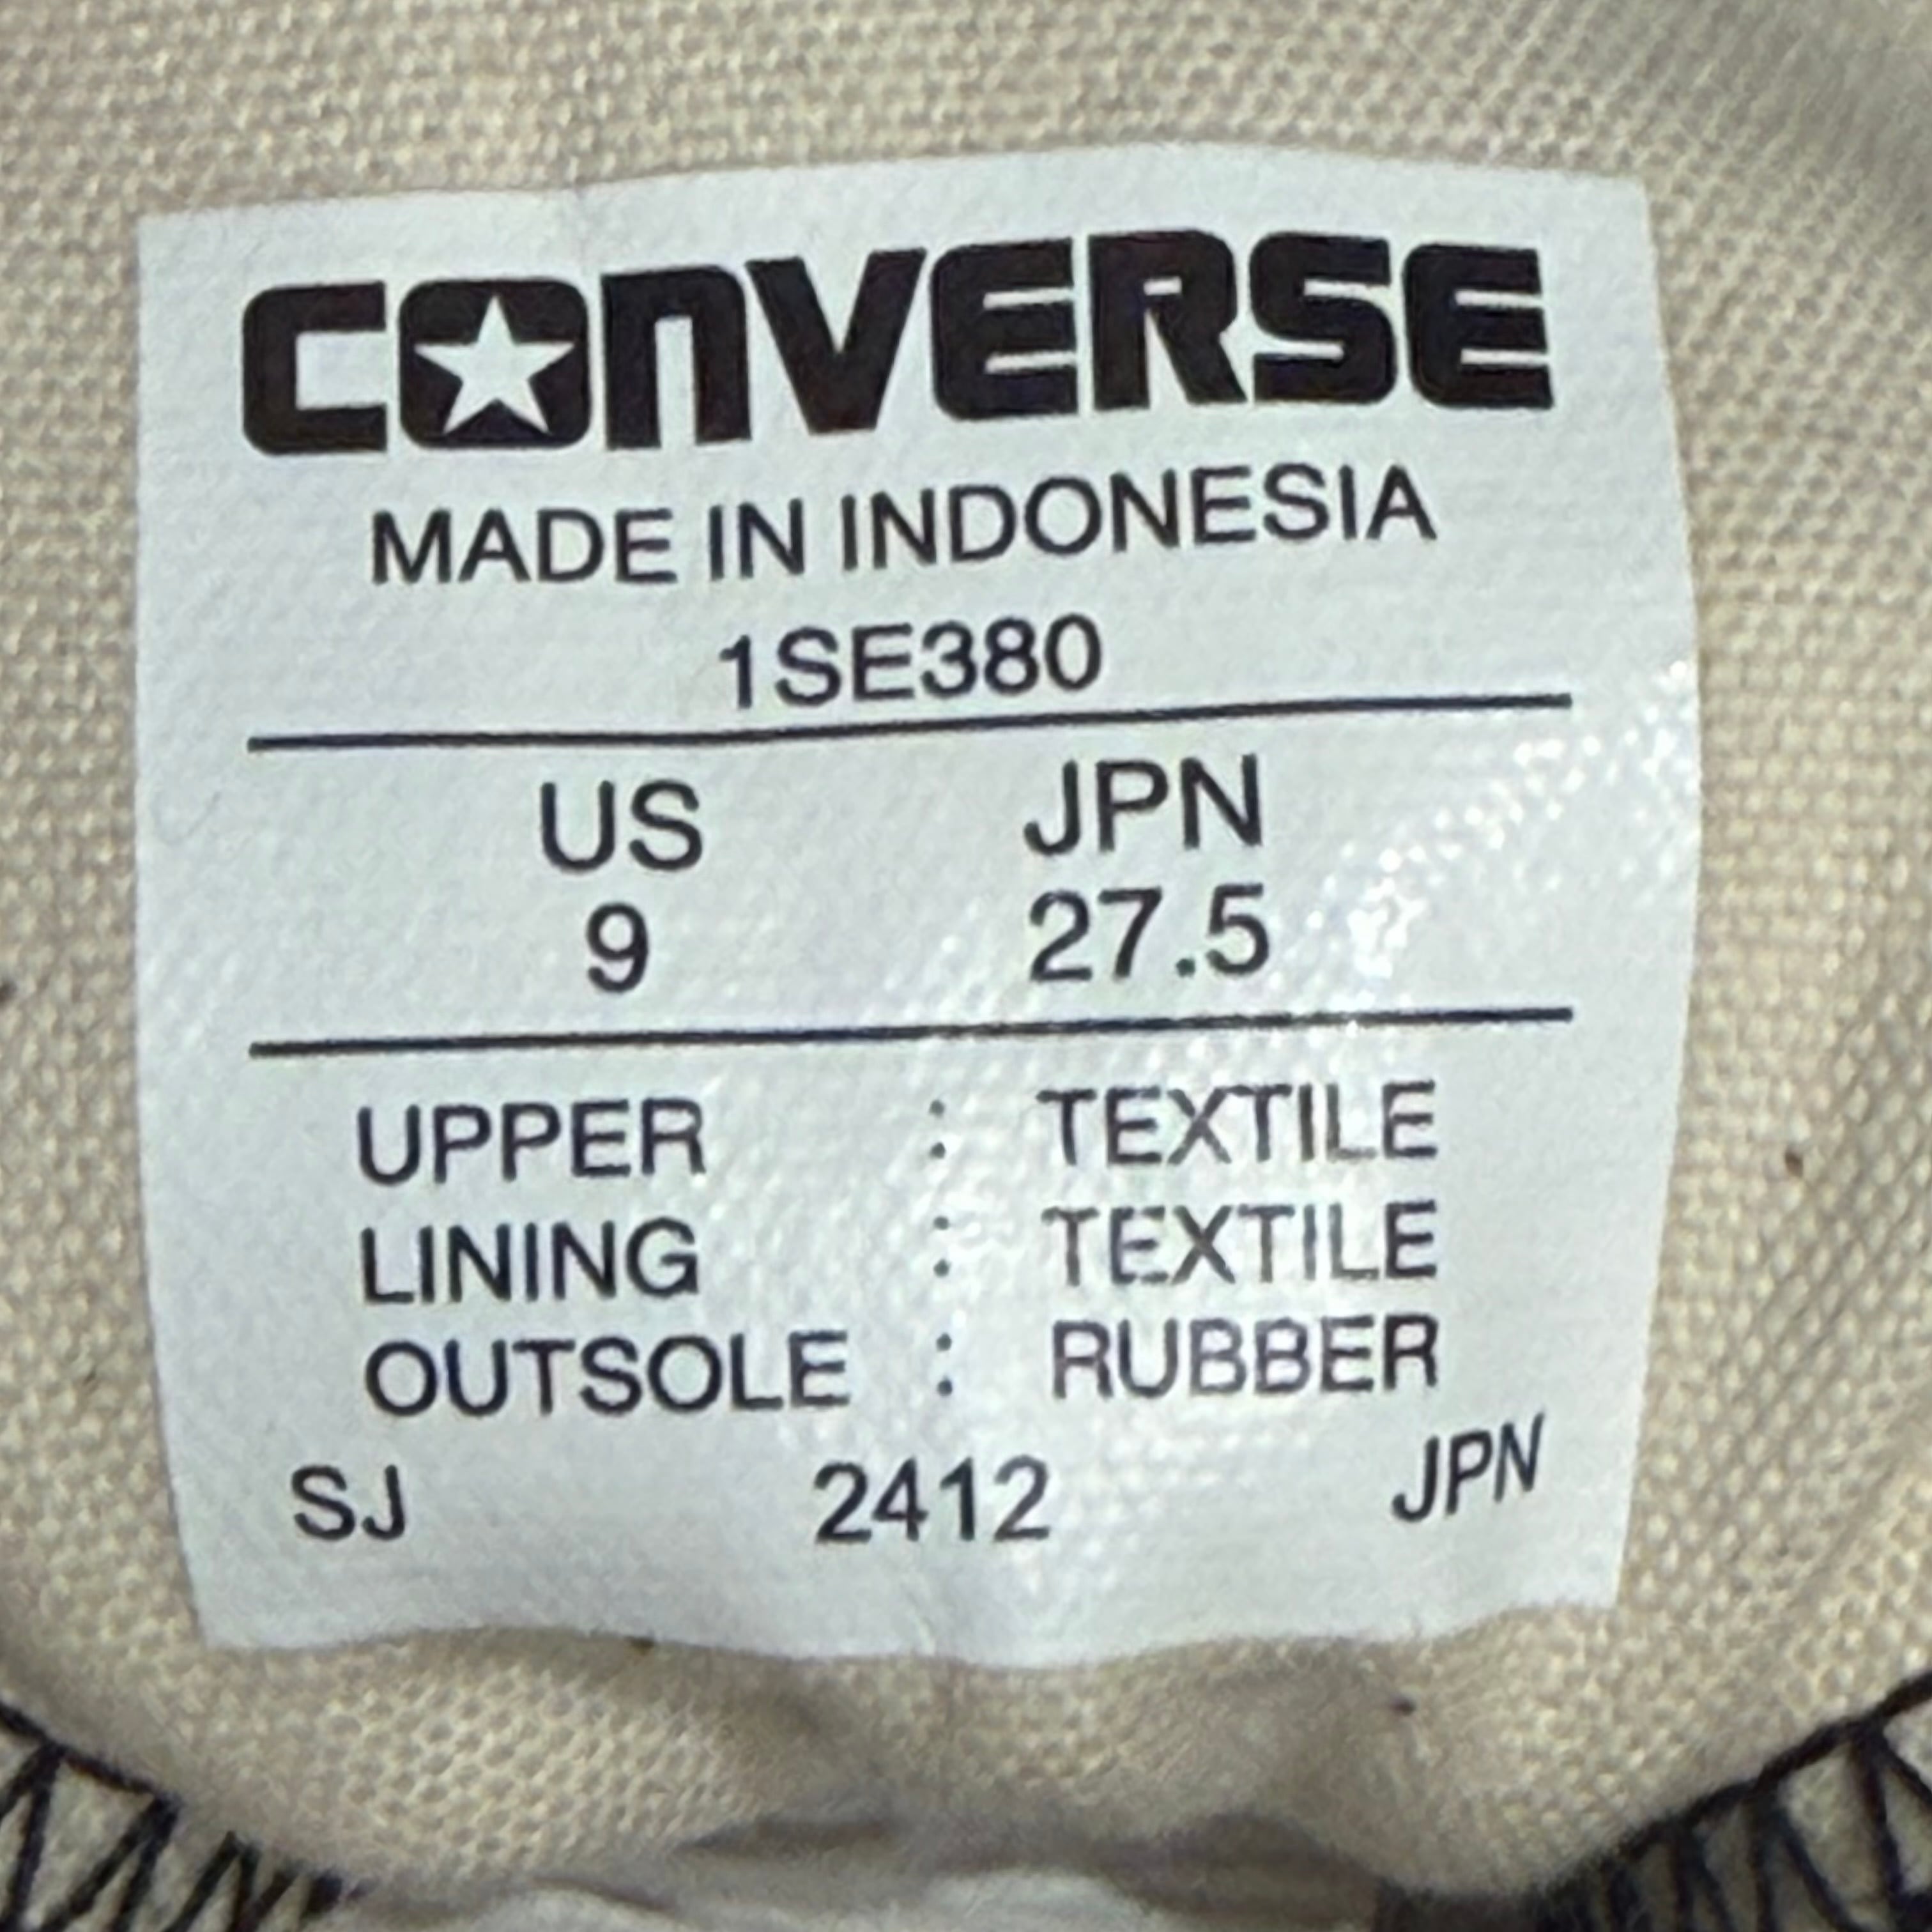 CONVERSE
MADE IN INDONESIA
1SE380
US JPN
9 27.5
UPPER : TEXTILE
LINING : TEXTILE
OUTSOLE : RUBBER
SJ 2412 JPN